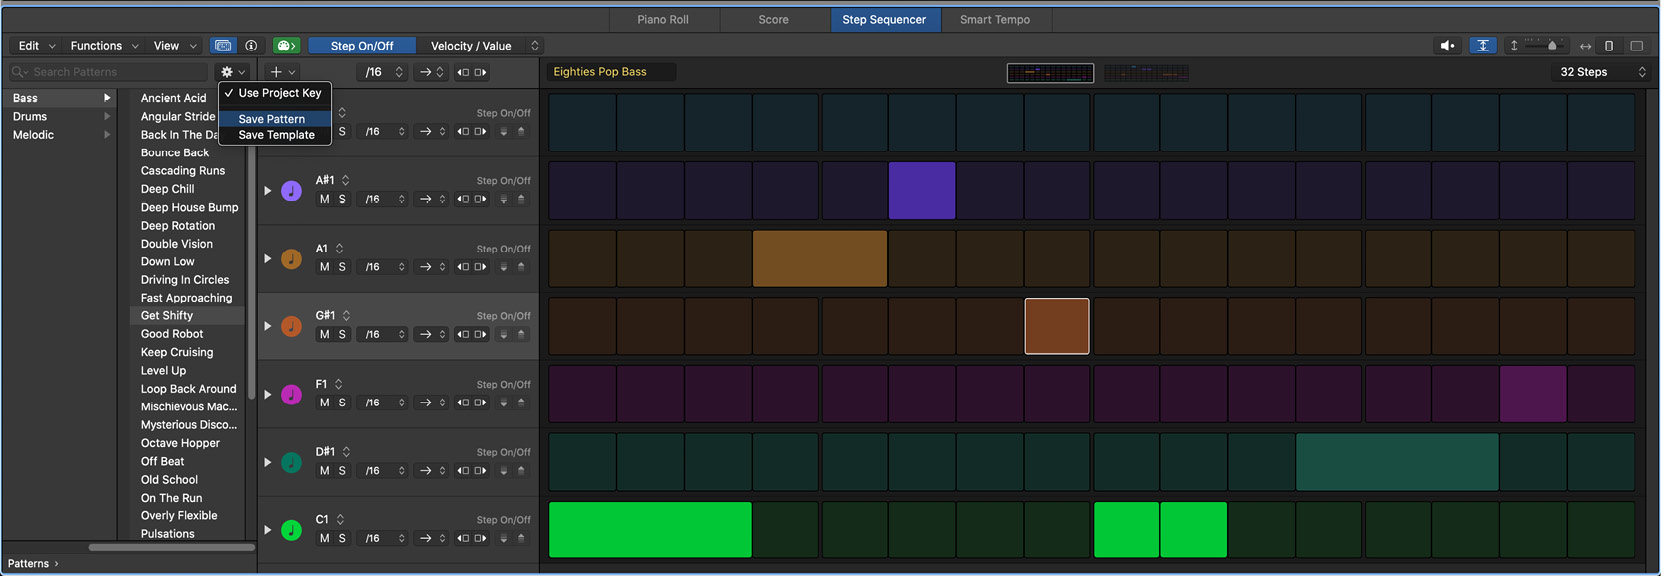 Piano Roll
Score
Step Sequencer
Smart Tempo
Edit
Functions
View
Step On/Off
Velocity / Value
Search Patterns
/16
Eighties Pop Bass
32 Steps
Bass
Drums
Melodic
Ancient Acid
Angular Stride
Back In The Da
Bounce Back
Cascading Runs
Deep Chill
Deep House Bump
Deep Rotation
Double Vision
Down Low
Driving In Circles
Fast Approaching
Get Shifty
Good Robot
Keep Cruising
Level Up
Loop Back Around
Mischievous Mac...
Mysterious Disco...
Octave Hopper
Off Beat
Old School
On The Run
Overly Flexible
Pulsations
✓ Use Project Key
Save Pattern
Save Template
Step On/Off
S /16
A#1 Step On/Off
M S /16
A1 Step On/Off
M S /16
G#1 Step On/Off
M S /16
F1 Step On/Off
M S /16
D#1 Step On/Off
M S /16
C1 Step On/Off
M S /16
Patterns ›